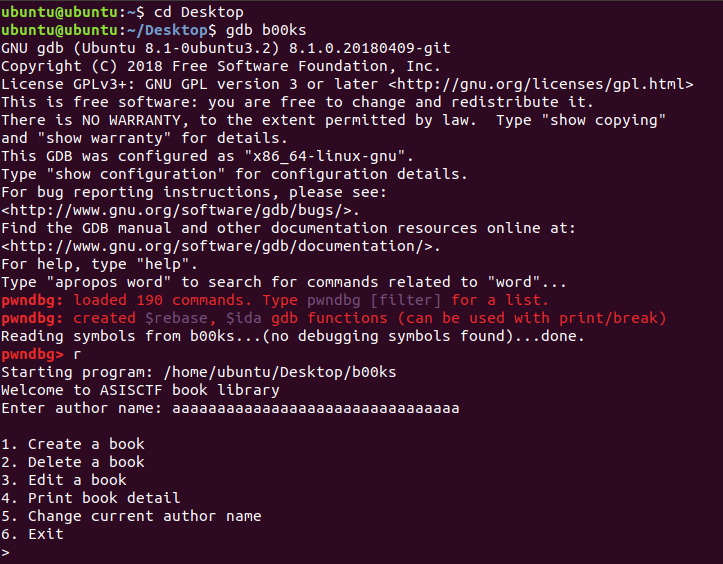 ubuntu@ubuntu:~$ cd Desktop
ubuntu@ubuntu:~/Desktop$ gdb b00ks
GNU gdb (Ubuntu 8.1-0ubuntu3.2) 8.1.0.20180409-git
Copyright (C) 2018 Free Software Foundation, Inc.
License GPLv3+: GNU GPL version 3 or later <http://gnu.org/licenses/gpl.html>
This is free software: you are free to change and redistribute it.
There is NO WARRANTY, to the extent permitted by law.  Type "show copying"
and "show warranty" for details.
This GDB was configured as "x86_64-linux-gnu".
Type "show configuration" for configuration details.
For bug reporting instructions, please see:
<http://www.gnu.org/software/gdb/bugs/>.
Find the GDB manual and other documentation resources online at:
<http://www.gnu.org/software/gdb/documentation/>.
For help, type "help".
Type "apropos word" to search for commands related to "word"...
pwndbg: loaded 190 commands. Type pwndbg [filter] for a list.
pwndbg: created $rebase, $ida gdb functions (can be used with print/break)
Reading symbols from b00ks...(no debugging symbols found)...done.
pwndbg> r
Starting program: /home/ubuntu/Desktop/b00ks
Welcome to ASISCTF book library
Enter author name: aaaaaaaaaaaaaaaaaaaaaaaaaaaaaaaa
1. Create a book
2. Delete a book
3. Edit a book
4. Print book detail
5. Change current author name
6. Exit
>